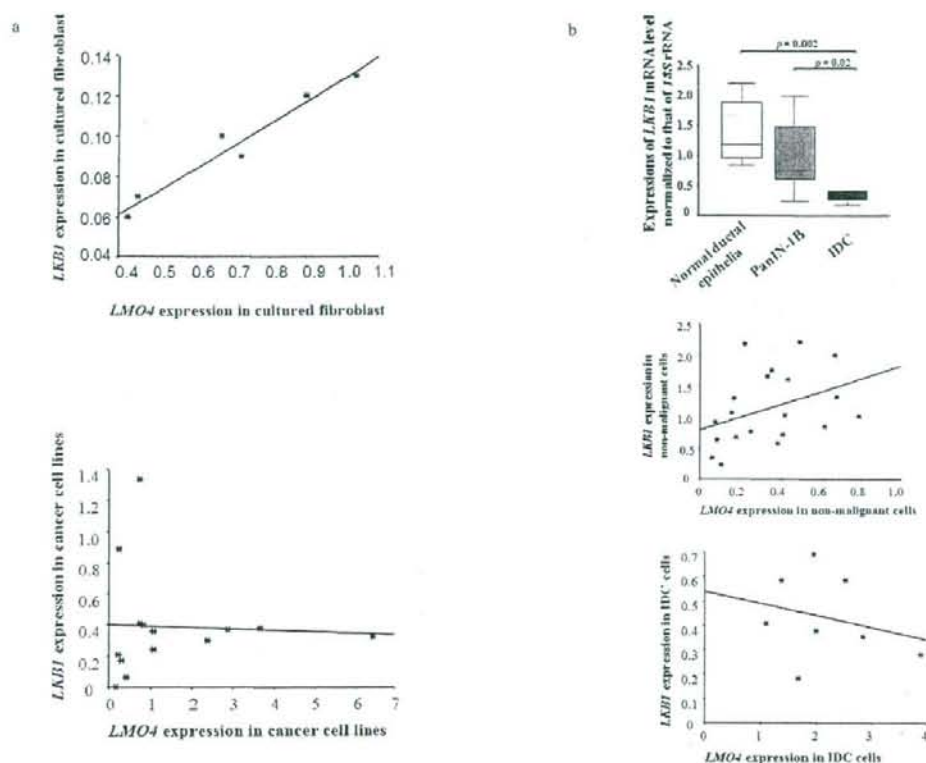 a
LKB1 expression in cultured fibroblast
0.14
0.12
0.10
0.08
0.06
0.04
0.4 0.5 0.6 0.7 0.8 0.9 1.0 1.1
LMO4 expression in cultured fibroblast
LKB1 expression in cancer cell lines
1.4
1.2
1.0
0.8
0.6
0.4
0.2
0
0 1 2 3 4 5 6 7
LMO4 expression in cancer cell lines
b
Expressions of LKB1 mRNA level
normalized to that of 18S rRNA
p = 0.002
p = 0.02
2.5
2.0
1.5
1.0
0.5
0
Normal ductal
epithelia
PanIN-1B
IDC
LKB1 expression in
non-malignant cells
2.5
2.0
1.5
1.0
0.5
0
0 0.2 0.4 0.6 0.8 1.0
LMO4 expression in non-malignant cells
LKB1 expression in IDC cells
0.7
0.6
0.5
0.4
0.3
0.2
0.1
0
0 1 2 3 4
LMO4 expression in IDC cells